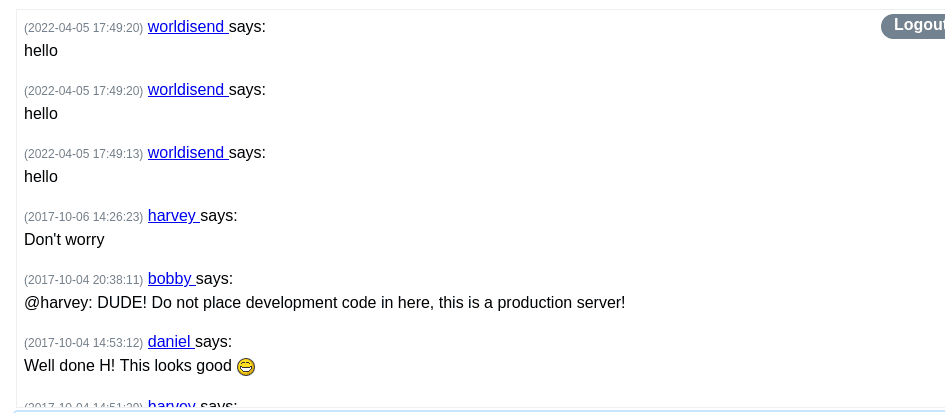 (2022-04-05 17:49:20) worldisend says:
Logout
hello
(2022-04-05 17:49:20) worldisend says:
hello
(2022-04-05 17:49:13) worldisend says:
hello
(2017-10-06 14:26:23) harvey says:
Don't worry
(2017-10-04 20:38:11) bobby says:
@harvey: DUDE! Do not place development code in here, this is a production server!
(2017-10-04 14:53:12) daniel says:
Well done H! This looks good
harvey says: